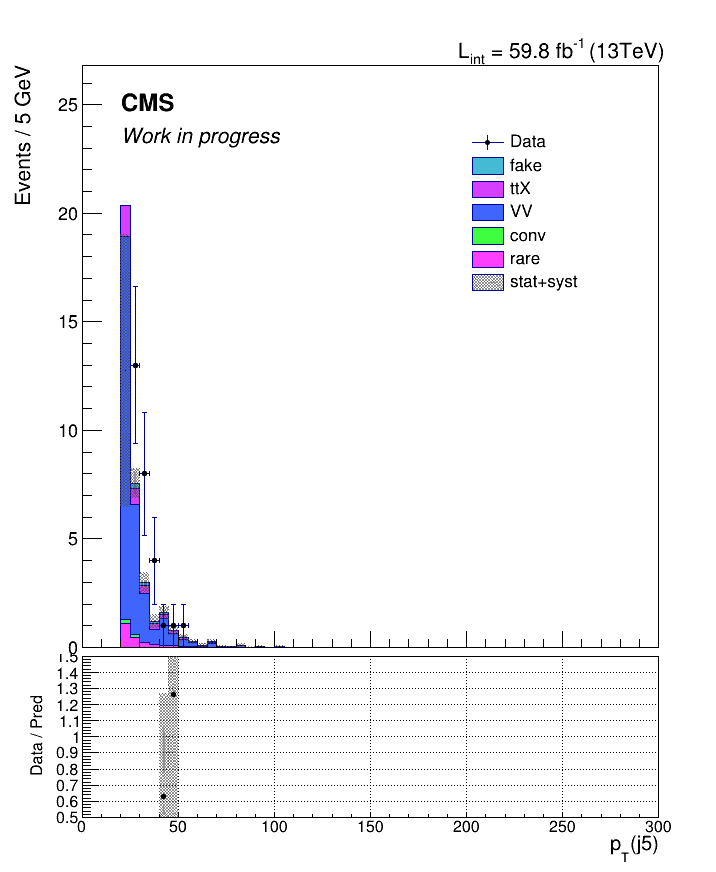 L_int = 59.8 fb^-1 (13TeV)
Events / 5 GeV
25
20
15
10
5
0
CMS
Work in progress
Data
fake
ttX
VV
conv
rare
stat+syst
Data / Pred
1.5
1.4
1.3
1.2
1.1
1
0.9
0.8
0.7
0.6
0.5
0 50 100 150 200 250 300
p_T(j5)